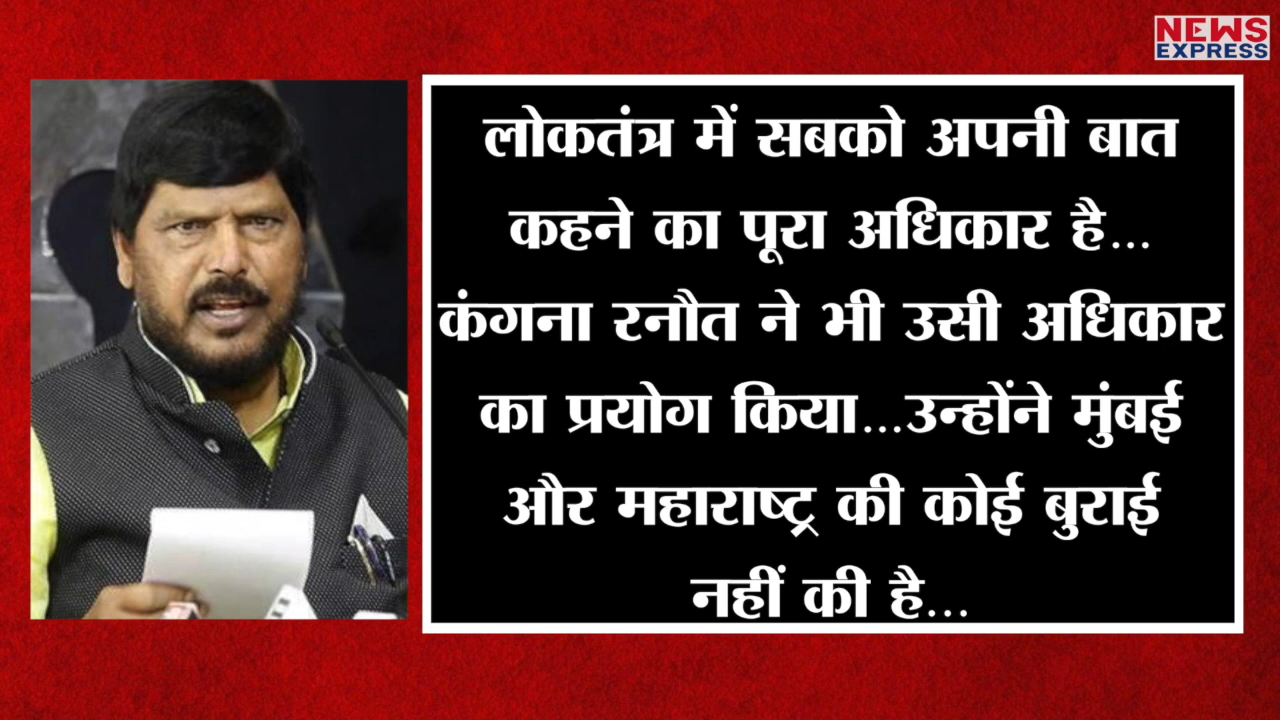 NEWS
EXPRESS
लोकतंत्र में सबको अपनी बात
कहने का पूरा अधिकार है...
कंगना रनौत ने भी उसी अधिकार
का प्रयोग किया...उन्होंने मुंबई
और महाराष्ट्र की कोई बुराई
नहीं की है...